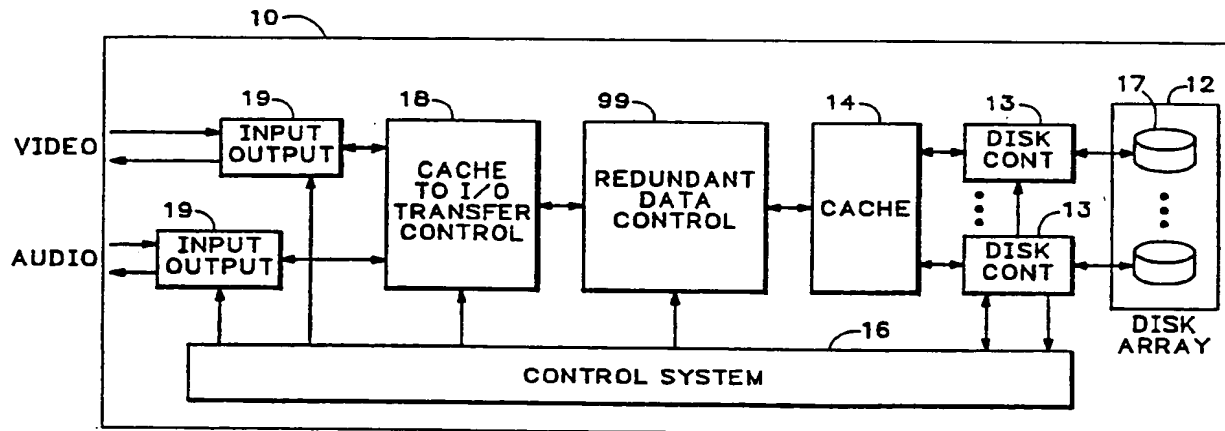 10
19
18
99
14
13
17
12
VIDEO
INPUT
OUTPUT
CACHE
TO I/O
TRANSFER
CONTROL
REDUNDANT
DATA
CONTROL
CACHE
DISK
CONT
19
13
AUDIO
INPUT
OUTPUT
DISK
CONT
DISK
ARRAY
16
CONTROL SYSTEM